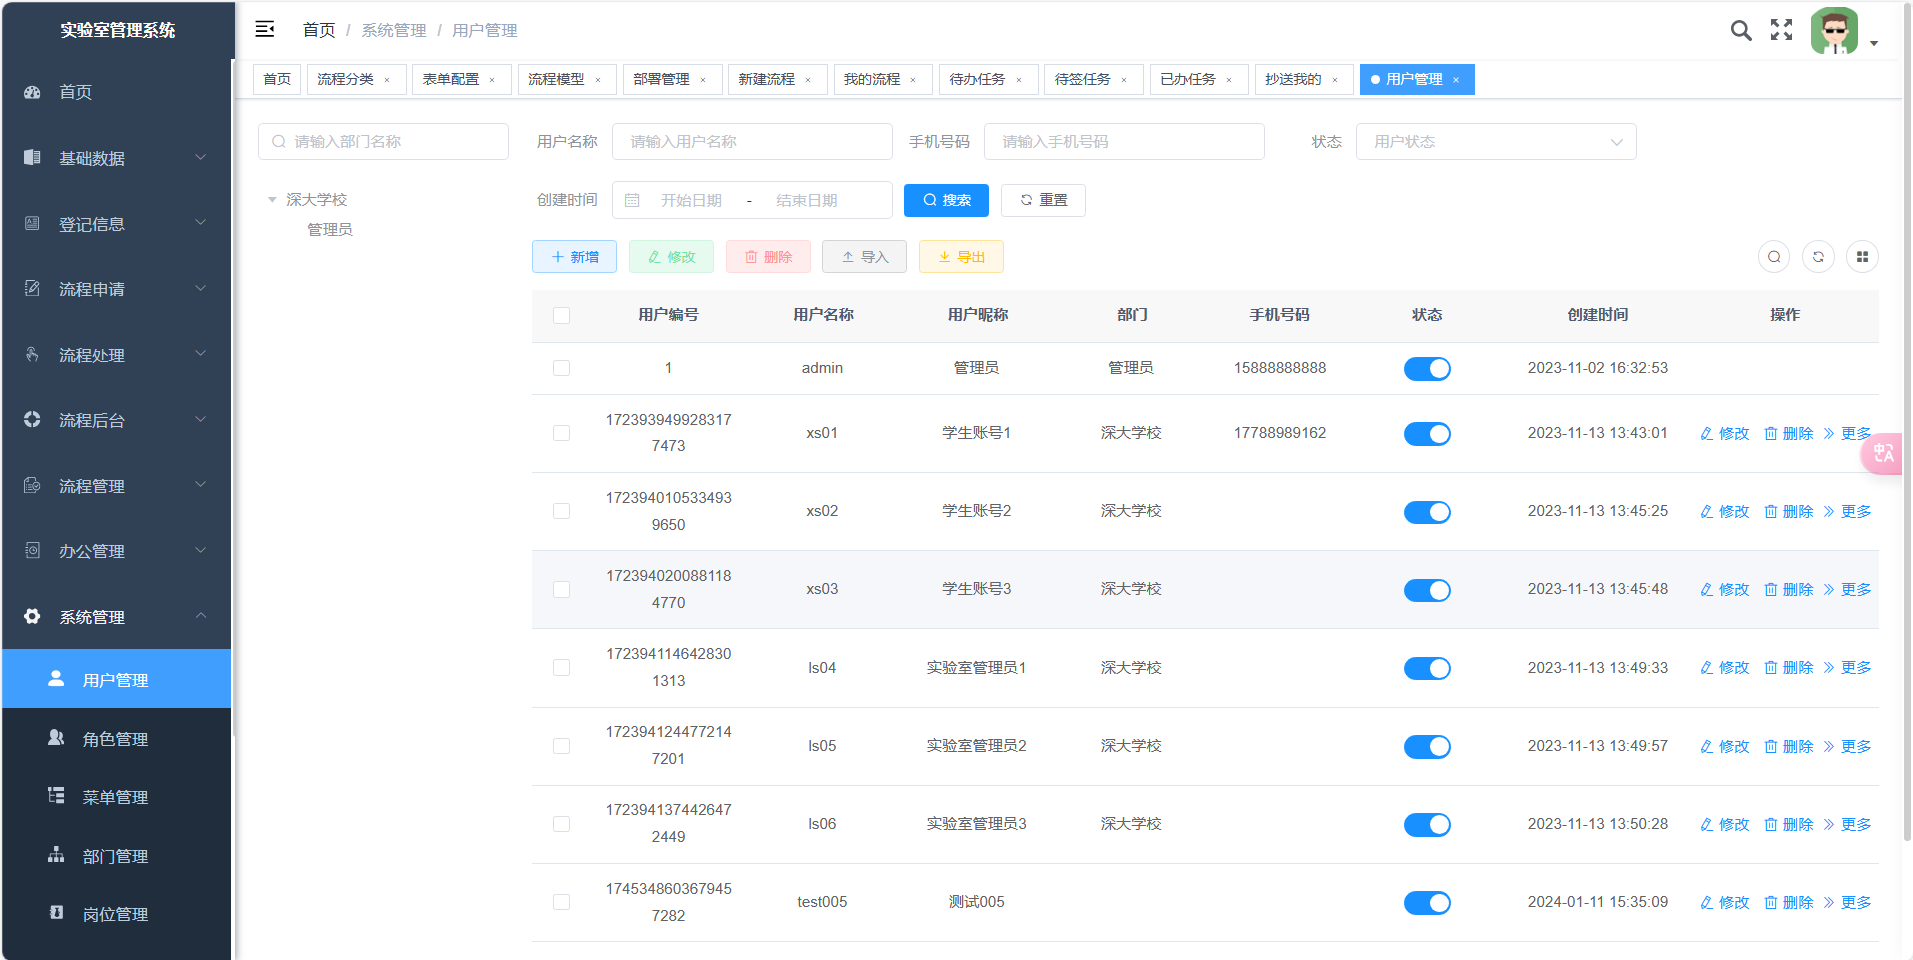 实验室管理系统
首页 / 系统管理 / 用户管理
首页 流程分类 × 表单配置 × 流程模型 × 部署管理 × 新建流程 × 我的流程 × 待办任务 × 待签任务 × 已办任务 × 抄送我的 × 用户管理 ×
首页
基础数据
登记信息
流程申请
流程处理
流程后台
流程管理
办公管理
系统管理
用户管理
角色管理
菜单管理
部门管理
岗位管理
请输入部门名称
深大学校
管理员
用户名称 请输入用户名称 手机号码 请输入手机号码 状态 用户状态
创建时间 开始日期 - 结束日期 搜索 重置
新增 修改 删除 导入 导出
用户编号 用户名称 用户昵称 部门 手机号码 状态 创建时间 操作
1 admin 管理员 管理员 15888888888 2023-11-02 16:32:53
172393949928317
7473 xs01 学生账号1 深大学校 17788989162 2023-11-13 13:43:01 修改 删除 更多
172394010533493
9650 xs02 学生账号2 深大学校 2023-11-13 13:45:25 修改 删除 更多
172394020088118
4770 xs03 学生账号3 深大学校 2023-11-13 13:45:48 修改 删除 更多
172394114642830
1313 ls04 实验室管理员1 深大学校 2023-11-13 13:49:33 修改 删除 更多
172394124477214
7201 ls05 实验室管理员2 深大学校 2023-11-13 13:49:57 修改 删除 更多
172394137442647
2449 ls06 实验室管理员3 深大学校 2023-11-13 13:50:28 修改 删除 更多
174534860367945
7282 test005 测试005 2024-01-11 15:35:09 修改 删除 更多
中 A